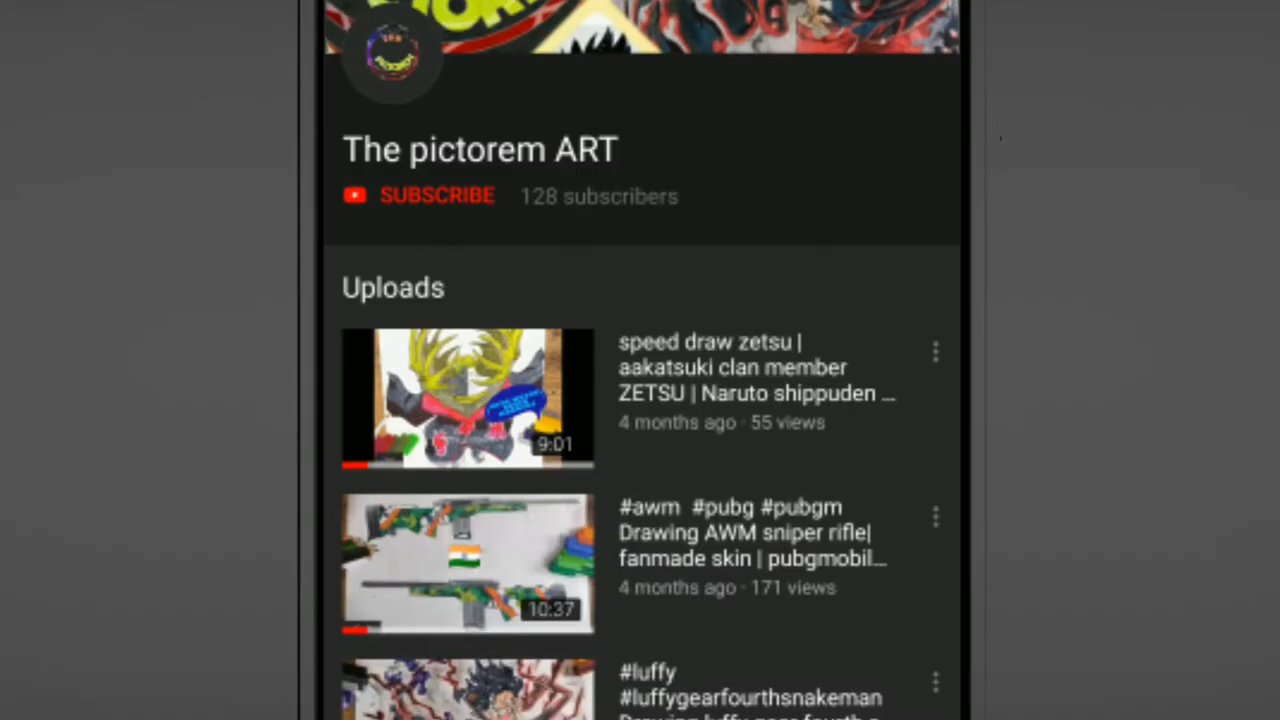 The pictorem ART
SUBSCRIBE 128 subscribers
Uploads
speed draw zetsu |
aakatsuki clan member
ZETSU | Naruto shippuden ...
4 months ago · 55 views
9:01
#awm #pubg #pubgm
Drawing AWM sniper rifle|
fanmade skin | pubgmobil...
4 months ago · 171 views
10:37
#luffy
#luffygearfourthsnakeman